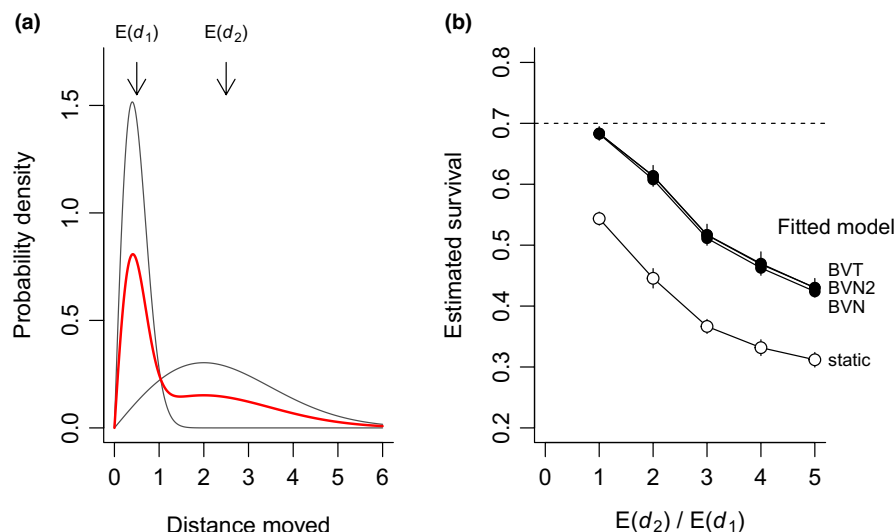 (a)
E(d1) E(d2)
Probability density
0.0 0.5 1.0 1.5
0 1 2 3 4 5 6
Distance moved
(b)
Estimated survival
0.2 0.3 0.4 0.5 0.6 0.7 0.8
Fitted model
BVT
BVN2
BVN
static
0 1 2 3 4 5
E(d2) / E(d1)